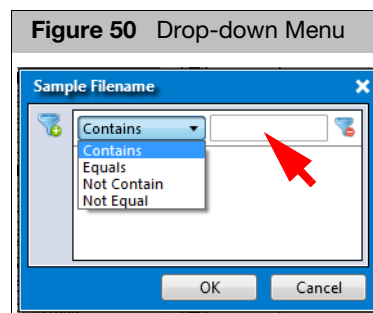 Figure 50 Drop-down Menu
Sample Filename
Contains
Contains
Equals
Not Contain
Not Equal
OK Cancel